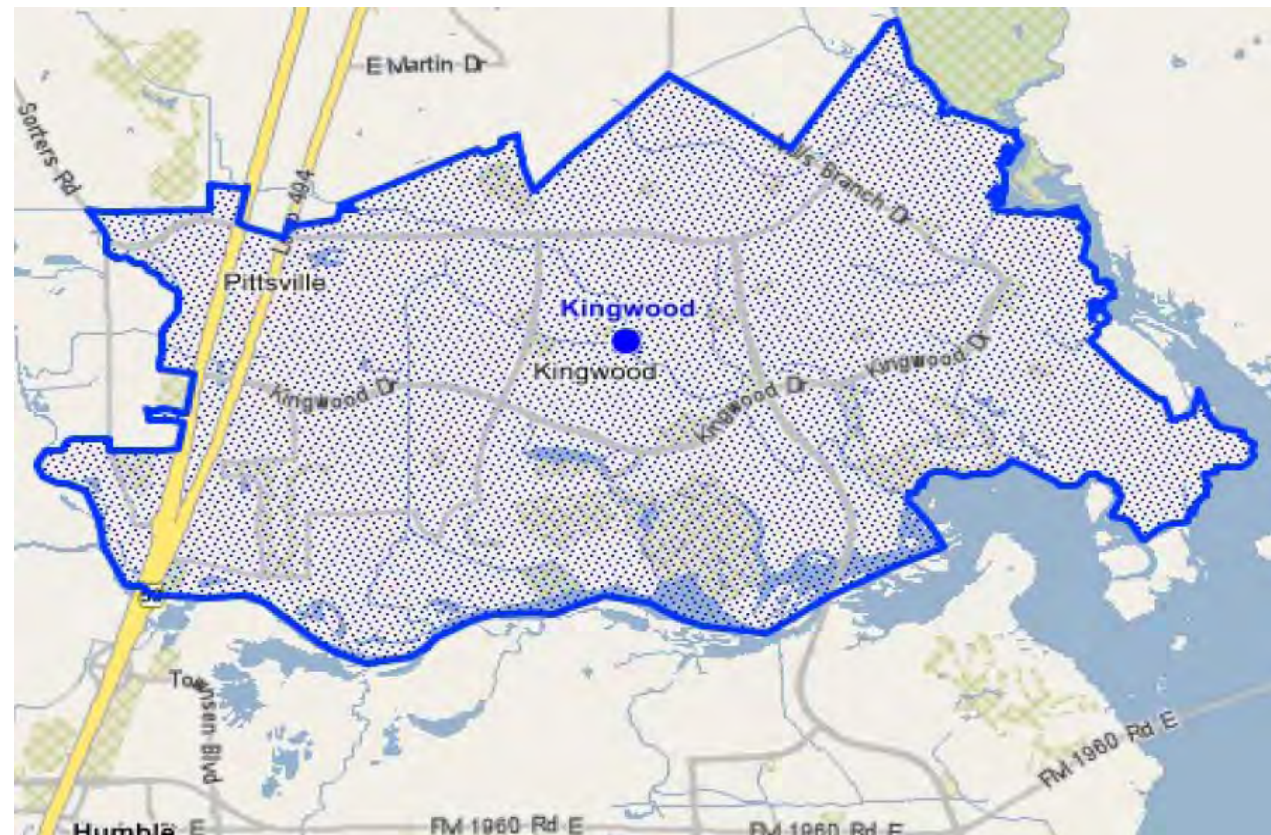 E Martin Dr
Sorters Rd
Loop 494
Mills Branch Dr
Pittsville
Kingwood
Kingwood
Kingwood Dr
Kingwood Dr
Kingwood Dr
Townsen Blvd
FM 1960 Rd E
Humble
E
FM 1960 Rd E
FM 1960 Rd E